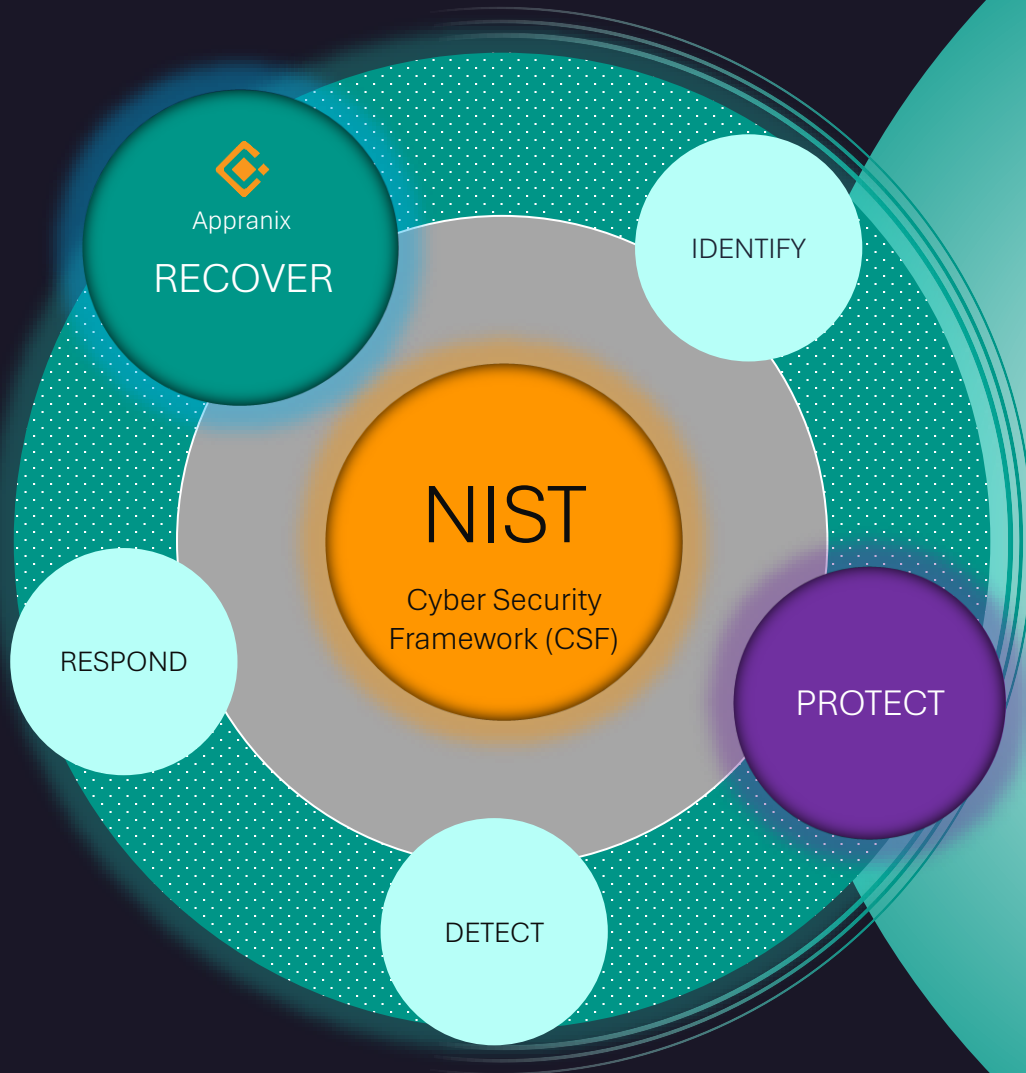 Appranix
RECOVER
IDENTIFY
NIST
Cyber Security
Framework (CSF)
RESPOND
PROTECT
DETECT